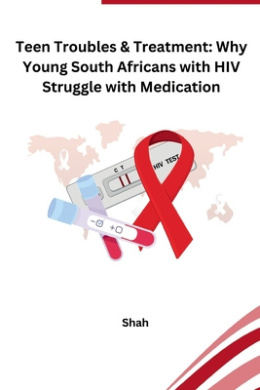 Teen Troubles & Treatment: Why
Young South Africans with HIV
Struggle with Medication
C T
HIV TEST
Shah